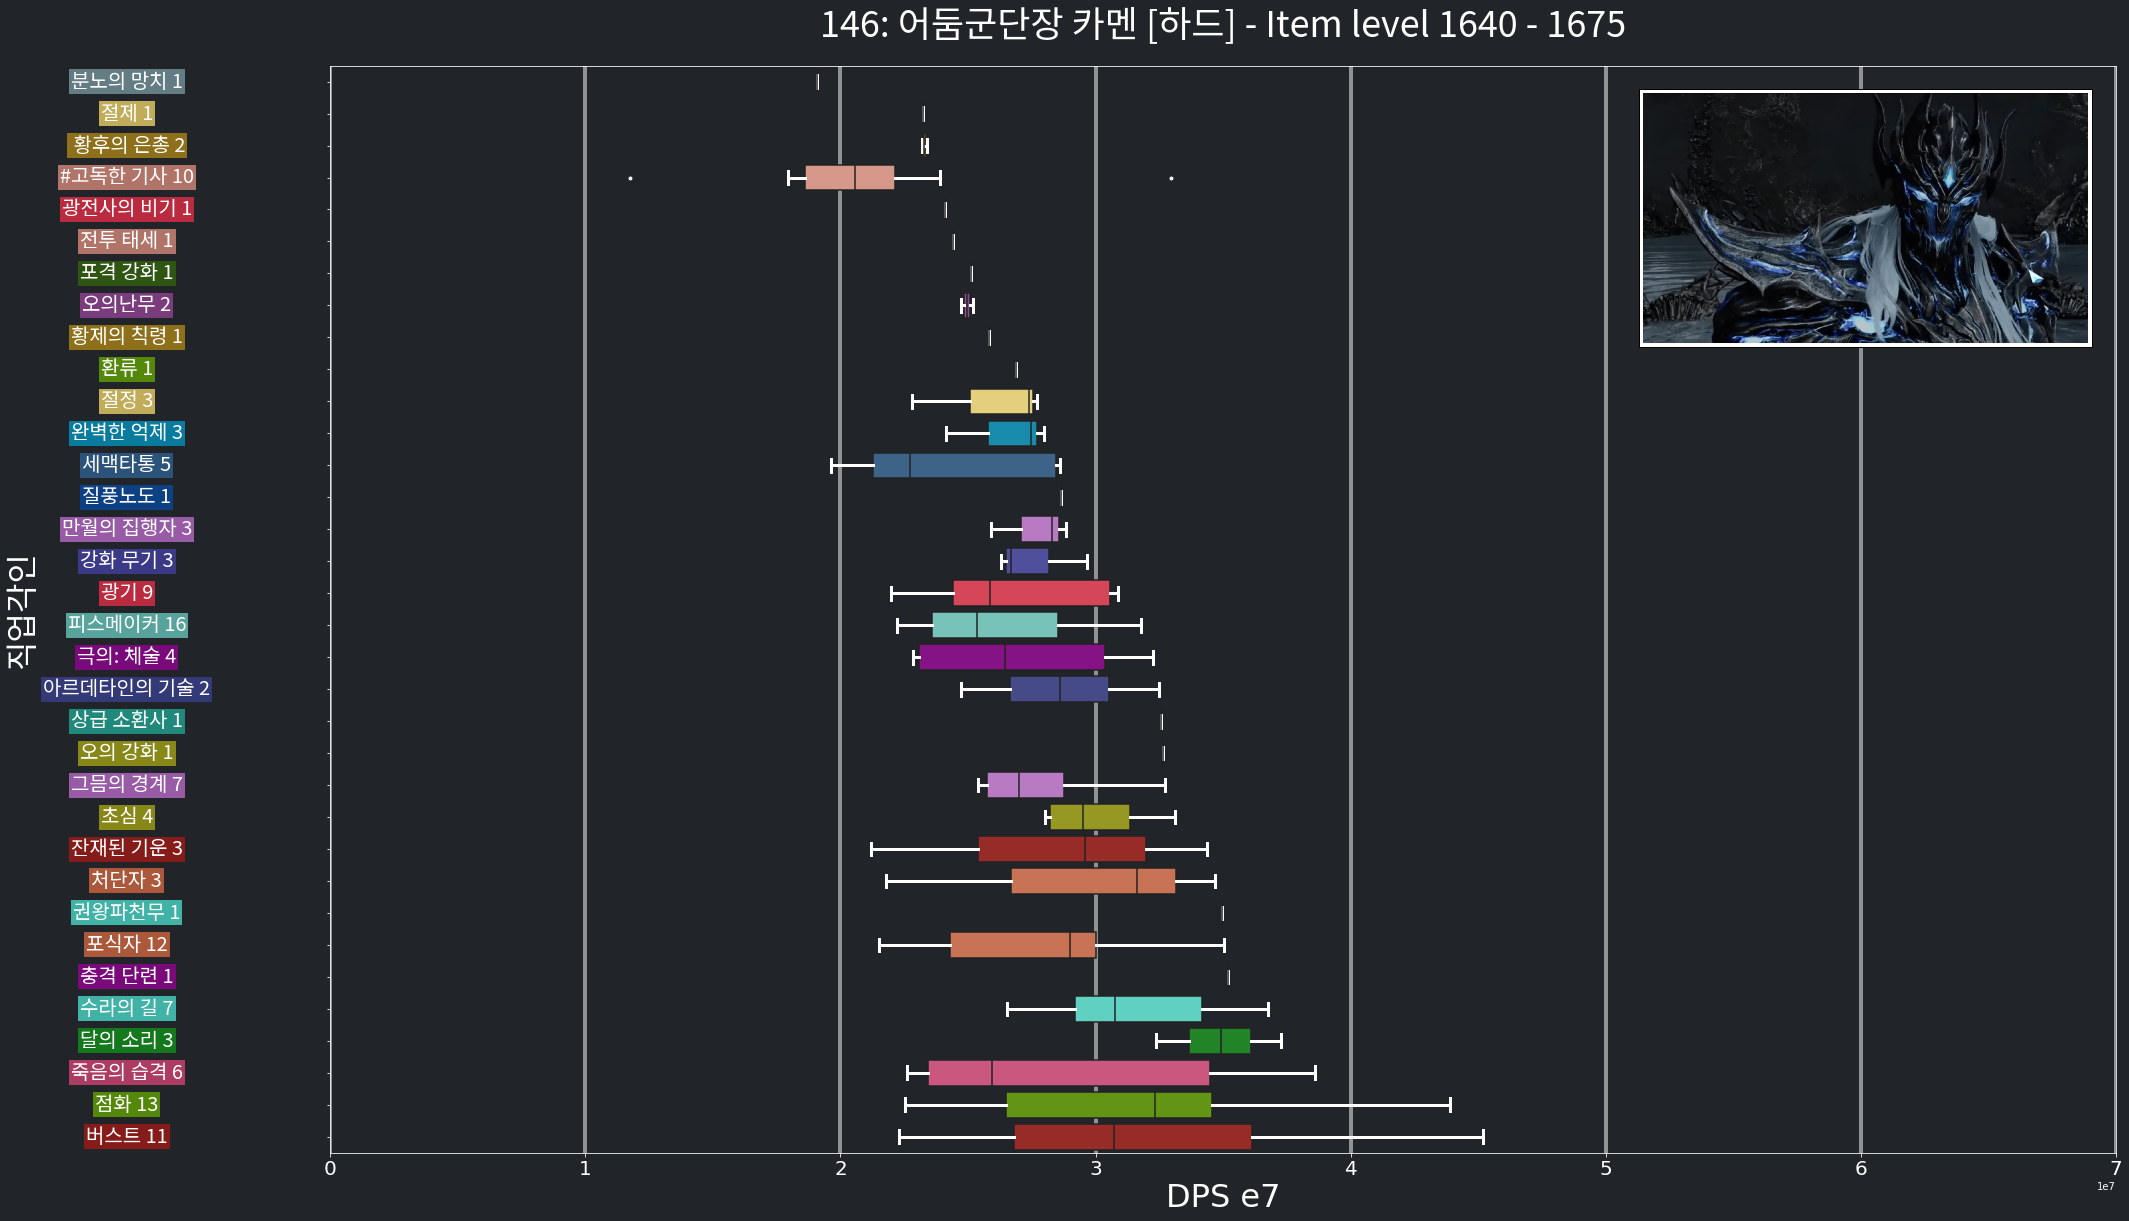 146: 어둠군단장 카멘 [하드] - Item level 1640 - 1675
분노의 망치 1
절제 1
황후의 은총 2
#고독한 기사 10
광전사의 비기 1
전투 태세 1
포격 강화 1
오의난무 2
황제의 칙령 1
환류 1
절정 3
완벽한 억제 3
세맥타통 5
질풍노도 1
만월의 집행자 3
강화 무기 3
광기 9
피스메이커 16
극의: 체술 4
아르데타인의 기술 2
상급 소환사 1
오의 강화 1
그믐의 경계 7
초심 4
잔재된 기운 3
처단자 3
권왕파천무 1
포식자 12
충격 단련 1
수라의 길 7
달의 소리 3
죽음의 습격 6
점화 13
버스트 11
직업각인
0 1 2 3 4 5 6 7
1e7
DPS e7